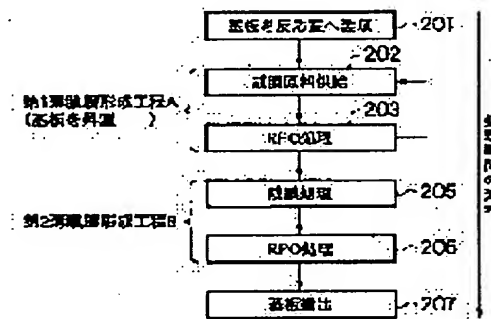 基板を反応室へ
201
202
成膜原料供給
第1薄膜層形成工程A
(基板を昇温 )
203
RPO処理
成膜処理
205
第2薄膜層形成工程B
RPO処理
206
基板搬出
207